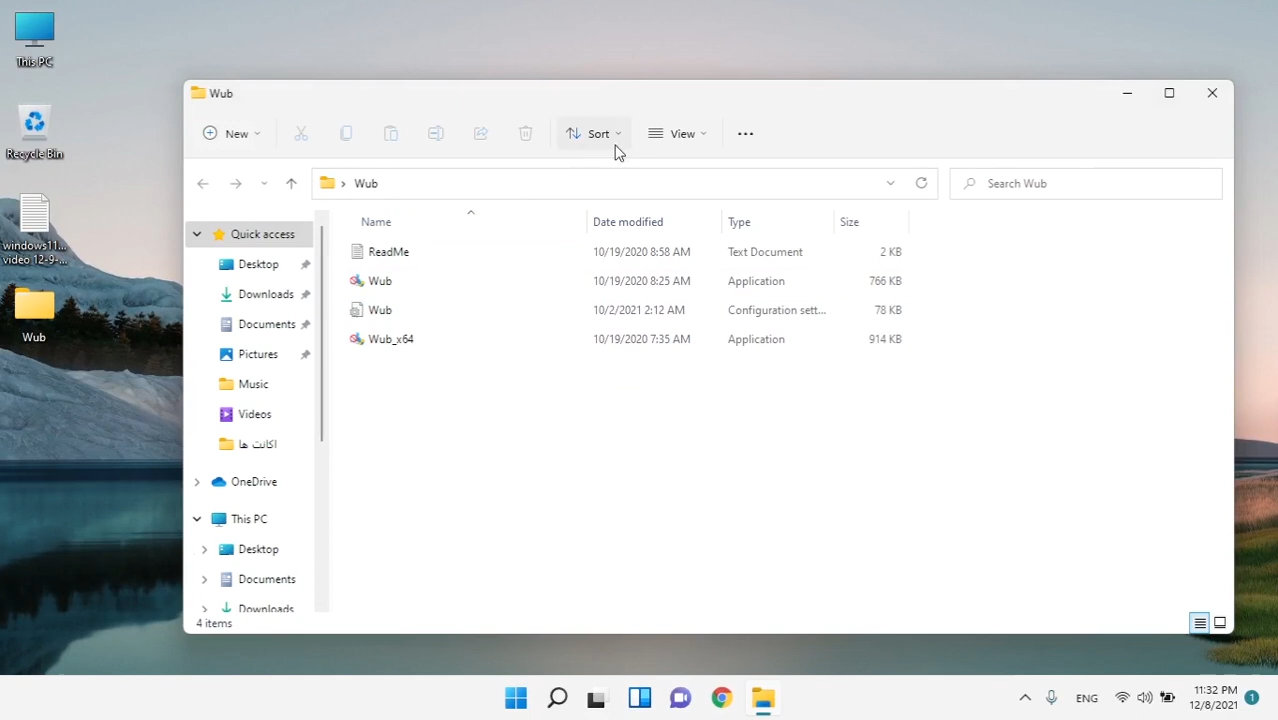 This PC
Recycle Bin
windows11...
video 12-9-...
Wub
Wub
New
Sort
View
Wub
Search Wub
Name
Date modified
Type
Size
ReadMe
10/19/2020 8:58 AM
Text Document
2 KB
Wub
10/19/2020 8:25 AM
Application
766 KB
Wub
10/2/2021 2:12 AM
Configuration sett...
78 KB
Wub_x64
10/19/2020 7:35 AM
Application
914 KB
Quick access
Desktop
Downloads
Documents
Pictures
Music
Videos
اکانت ها
OneDrive
This PC
Desktop
Documents
Downloads
4 items
ENG
11:32 PM
12/8/2021
1